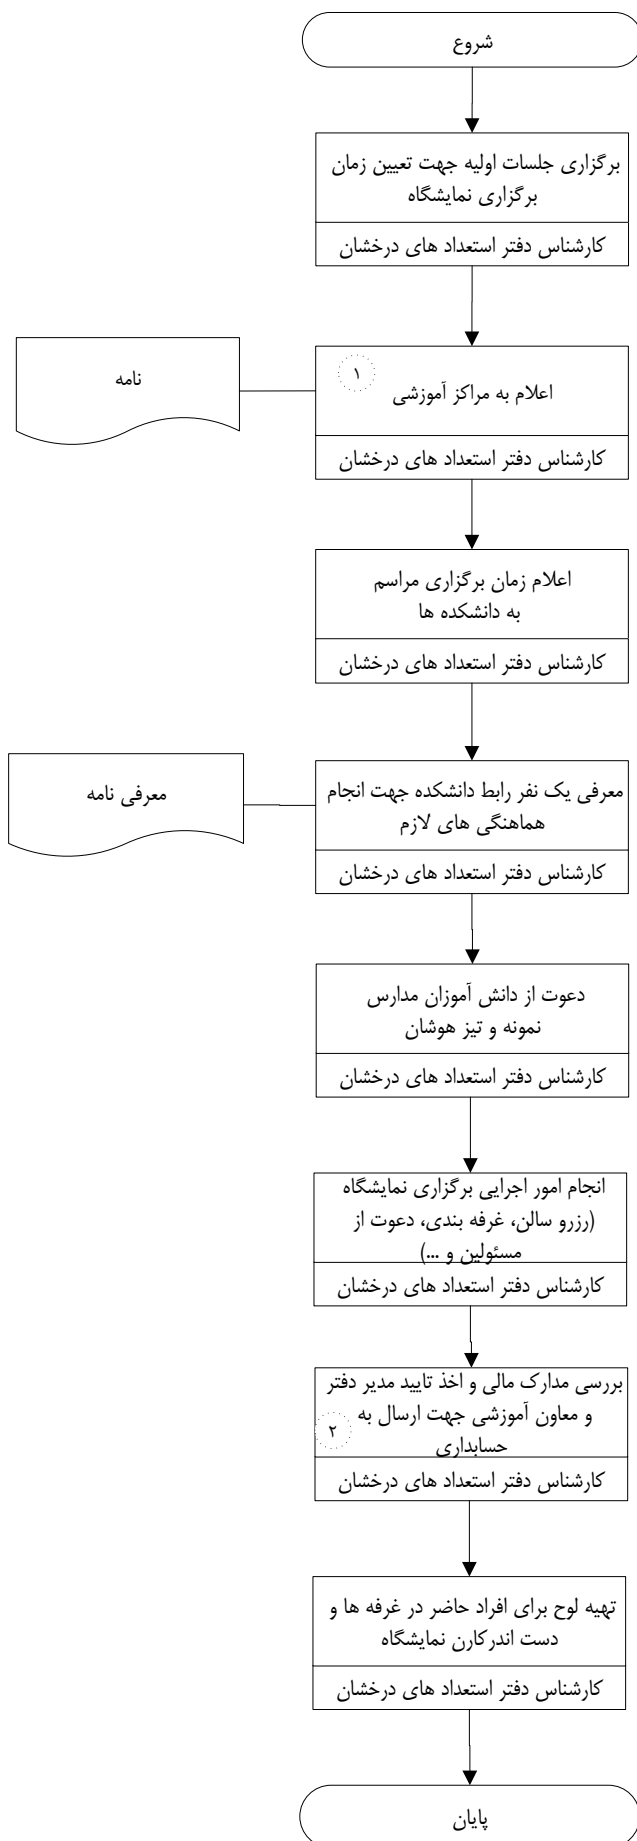 شروع
برگزاری جلسات اولیه جهت تعیین زمان
برگزاری نمایشگاه
کارشناس دفتر استعداد های درخشان
۱
اعلام به مراکز آموزشی
نامه
کارشناس دفتر استعداد های درخشان
اعلام زمان برگزاری مراسم
به دانشکده ها
کارشناس دفتر استعداد های درخشان
معرفی یک نفر رابط دانشکده جهت انجام
هماهنگی های لازم
معرفی نامه
کارشناس دفتر استعداد های درخشان
دعوت از دانش آموزان مدارس
نمونه و تیز هوشان
کارشناس دفتر استعداد های درخشان
انجام امور اجرایی برگزاری نمایشگاه
(رزرو سالن، غرفه بندی، دعوت از
مسئولین و ...)
کارشناس دفتر استعداد های درخشان
بررسی مدارک مالی و اخذ تایید مدیر دفتر
و معاون آموزشی جهت ارسال به
حسابداری
۲
کارشناس دفتر استعداد های درخشان
تهیه لوح برای افراد حاضر در غرفه ها و
دست اندرکارن نمایشگاه
کارشناس دفتر استعداد های درخشان
پایان